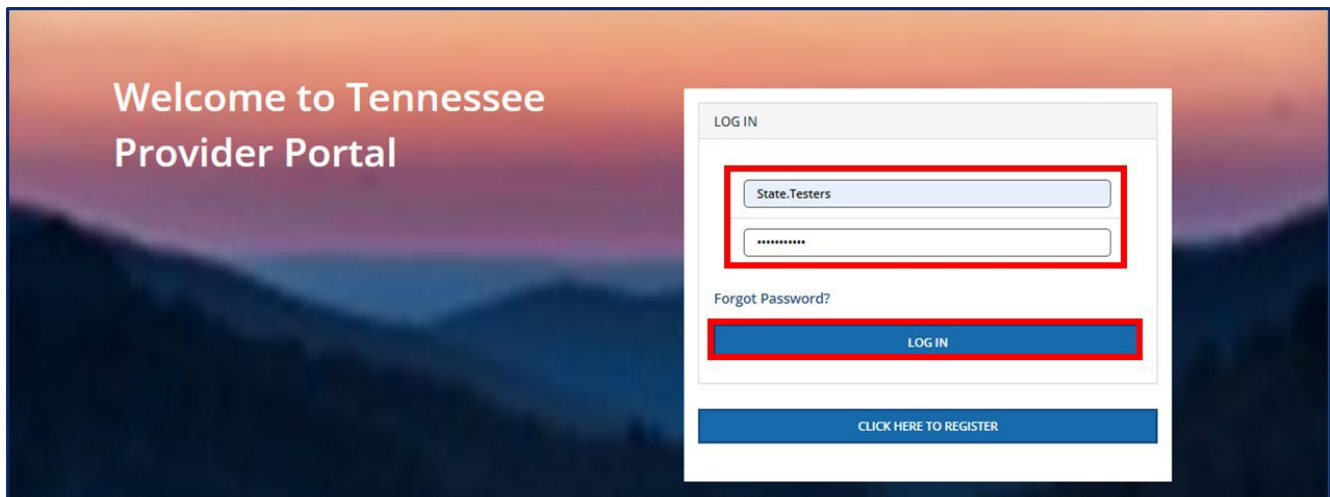 Welcome to Tennessee
Provider Portal
LOG IN
State.Testers
•••••••••••
Forgot Password?
LOG IN
CLICK HERE TO REGISTER